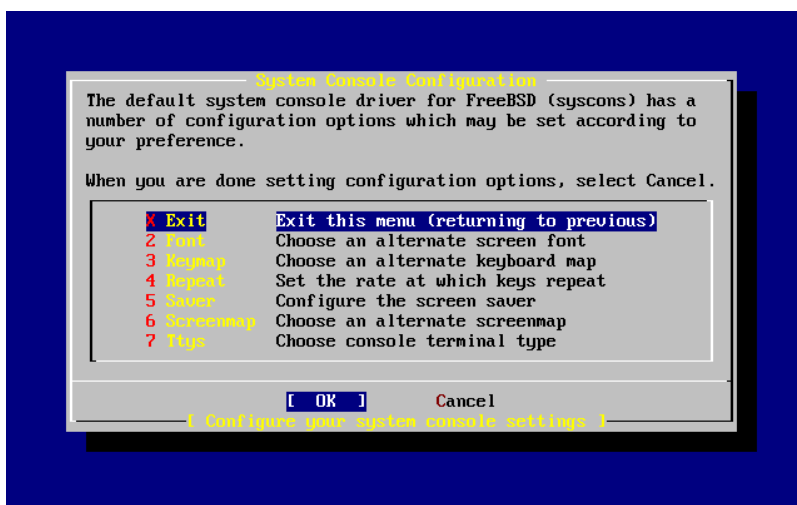 System Console Configuration
The default system console driver for FreeBSD (syscons) has a
number of configuration options which may be set according to
your preference.
When you are done setting configuration options, select Cancel.
X Exit Exit this menu (returning to previous)
2 Font Choose an alternate screen font
3 Keymap Choose an alternate keyboard map
4 Repeat Set the rate at which keys repeat
5 Saver Configure the screen saver
6 Screenmap Choose an alternate screenmap
7 Ttys Choose console terminal type
[ OK ] Cancel
[ Configure your system console settings ]